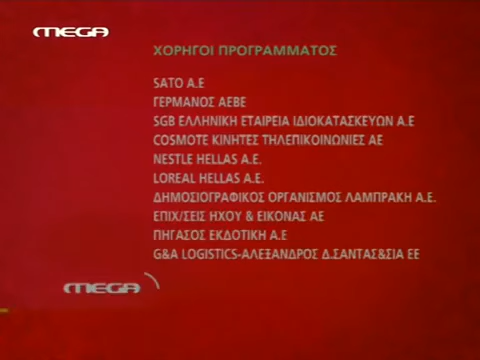 MEGA
ΧΟΡΗΓΟΙ ΠΡΟΓΡΑΜΜΑΤΟΣ
SATO A.E
ΓΕΡΜΑΝΟΣ ΑΕΒΕ
SGB ΕΛΛΗΝΙΚΗ ΕΤΑΙΡΕΙΑ ΙΔΙΟΚΑΤΑΣΚΕΥΩΝ Α.Ε
COSMOTE ΚΙΝΗΤΕΣ ΤΗΛΕΠΙΚΟΙΝΩΝΙΕΣ ΑΕ
NESTLE HELLAS A.E.
LOREAL HELLAS A.E.
ΔΗΜΟΣΙΟΓΡΑΦΙΚΟΣ ΟΡΓΑΝΙΣΜΟΣ ΛΑΜΠΡΑΚΗ Α.Ε.
ΕΠΙΧ/ΣΕΙΣ ΗΧΟΥ & ΕΙΚΟΝΑΣ ΑΕ
ΠΗΓΑΣΟΣ ΕΚΔΟΤΙΚΗ Α.Ε
G&A LOGISTICS-ΑΛΕΞΑΝΔΡΟΣ Δ.ΣΑΝΤΑΣ&ΣΙΑ ΕΕ
MEGA